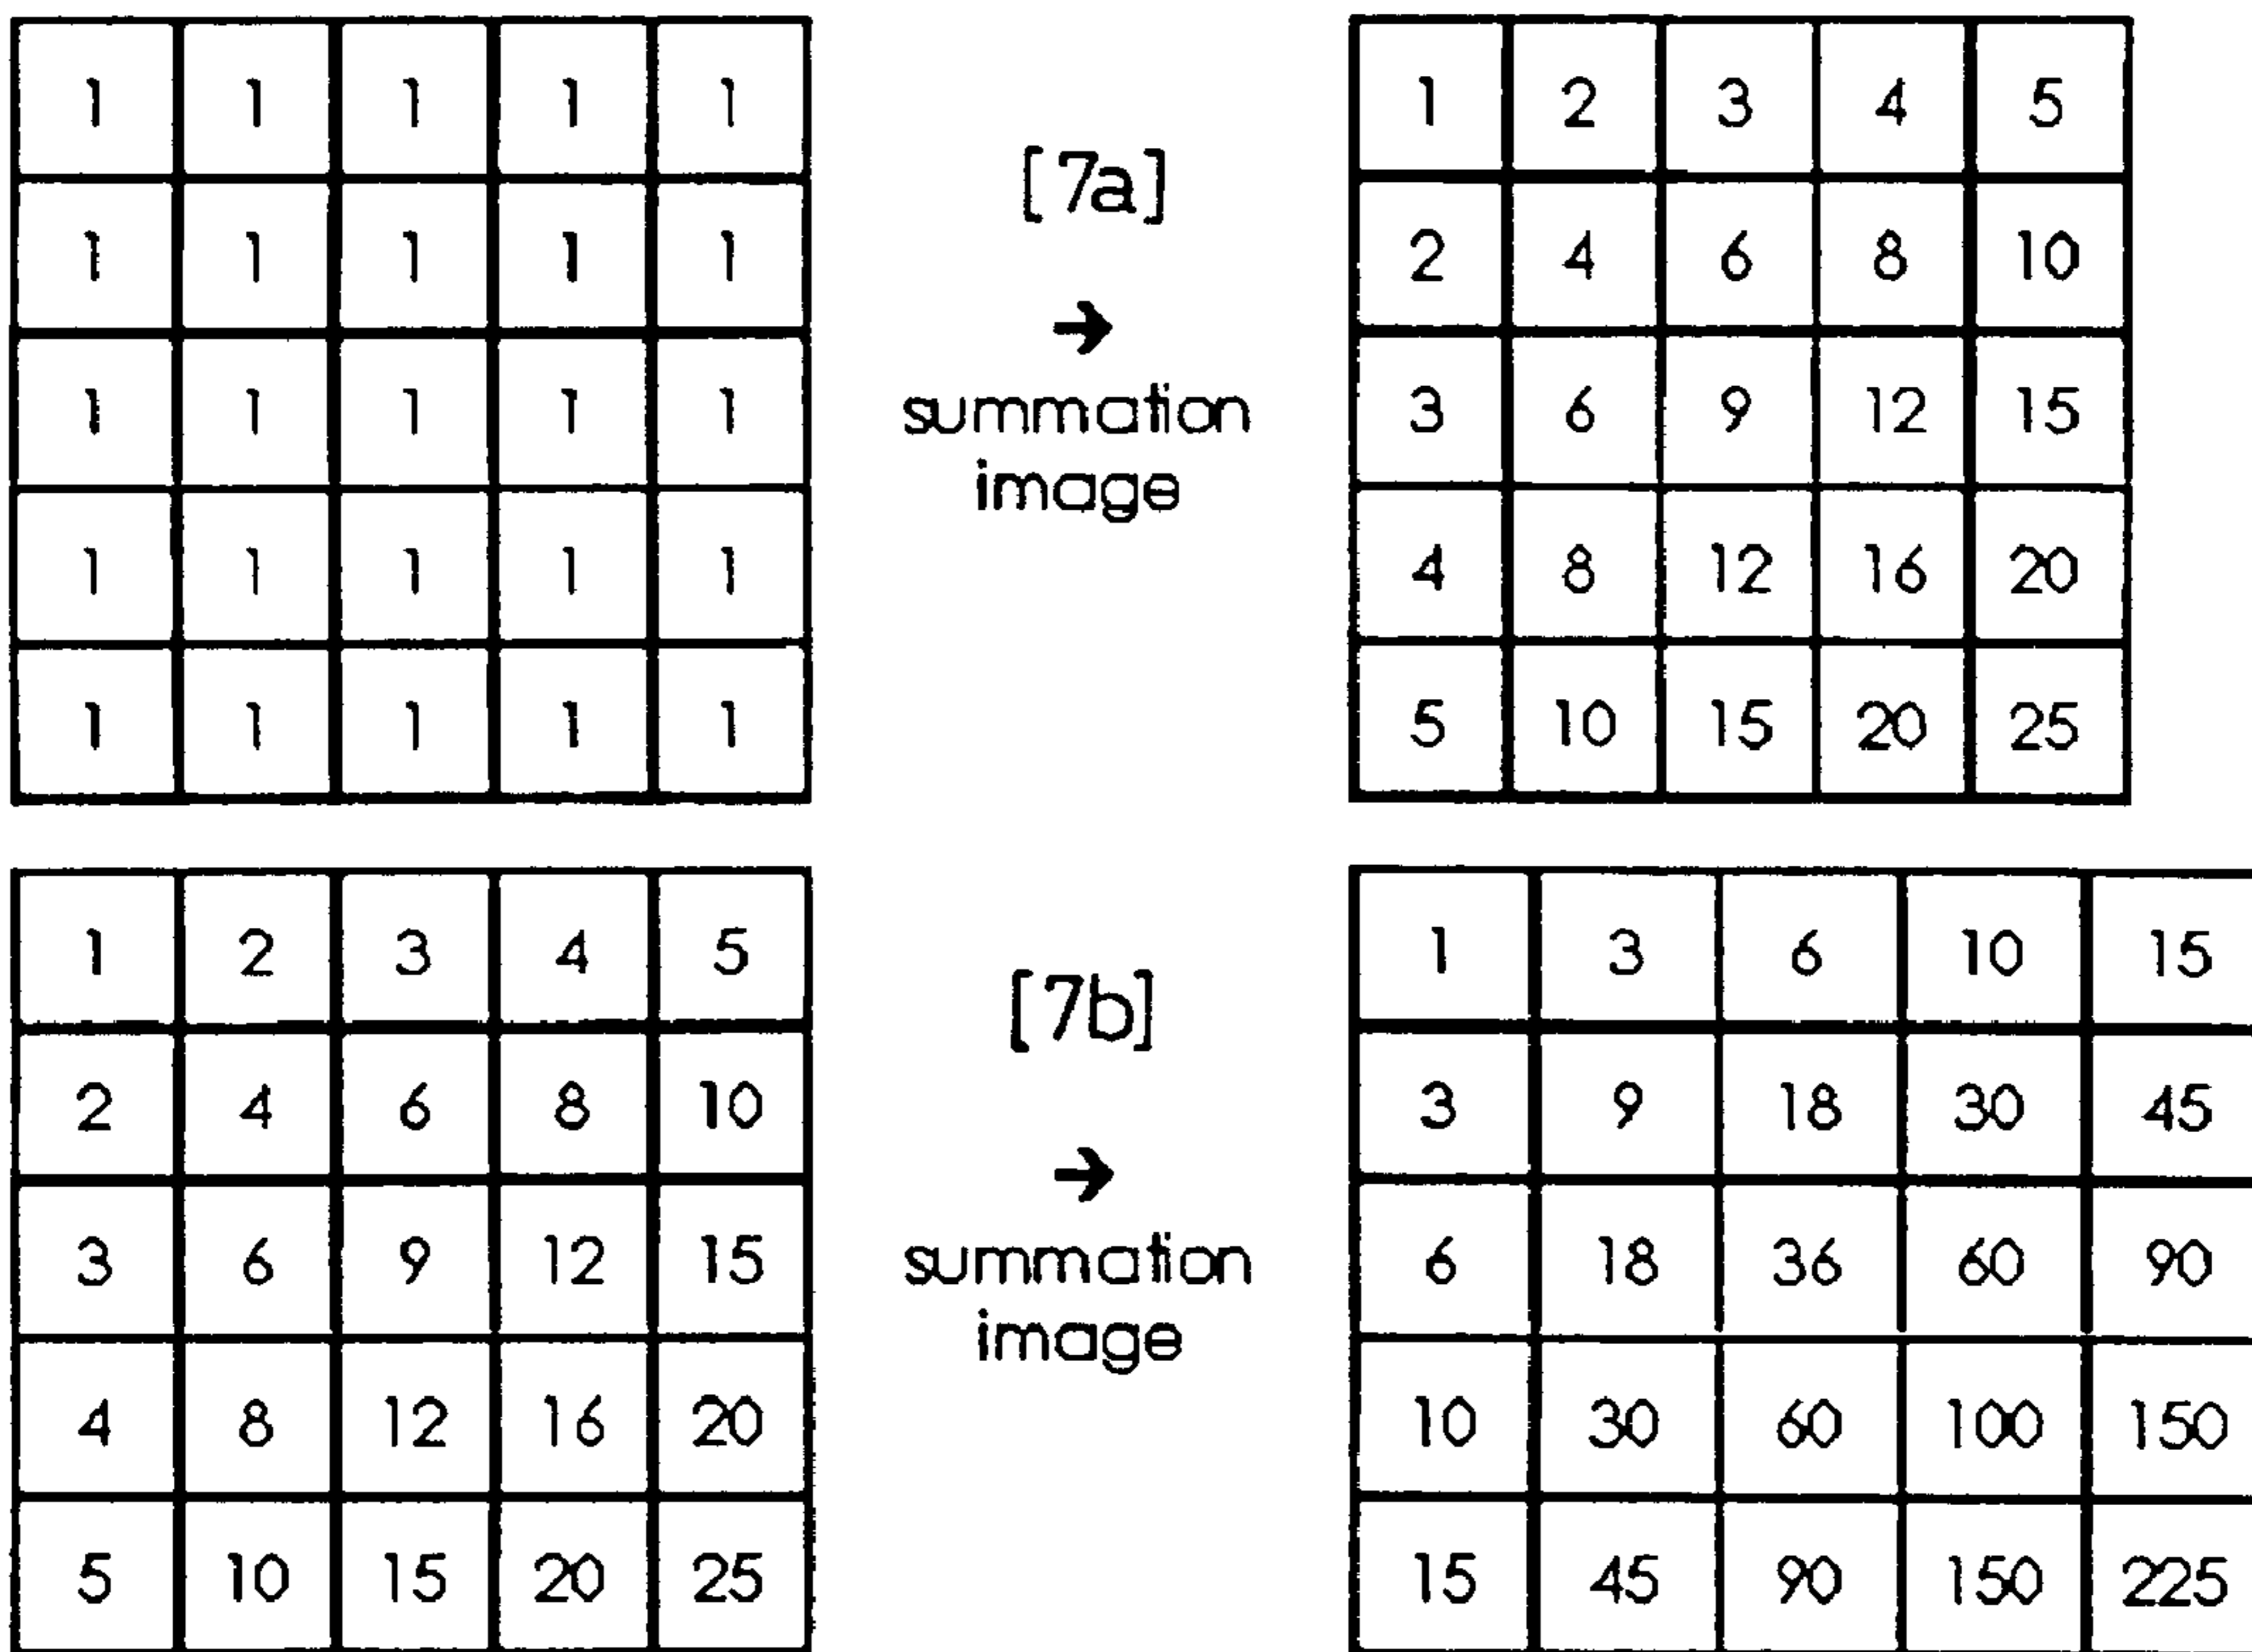 1 1 1 1 1
1 1 1 1 1
1 1 1 1 1
1 1 1 1 1
1 1 1 1 1
[7a]
→
summation
image
1 2 3 4 5
2 4 6 8 10
3 6 9 12 15
4 8 12 16 20
5 10 15 20 25
1 2 3 4 5
2 4 6 8 10
3 6 9 12 15
4 8 12 16 20
5 10 15 20 25
[7b]
→
summation
image
1 3 6 10 15
3 9 18 30 45
6 18 36 60 90
10 30 60 100 150
15 45 90 150 225